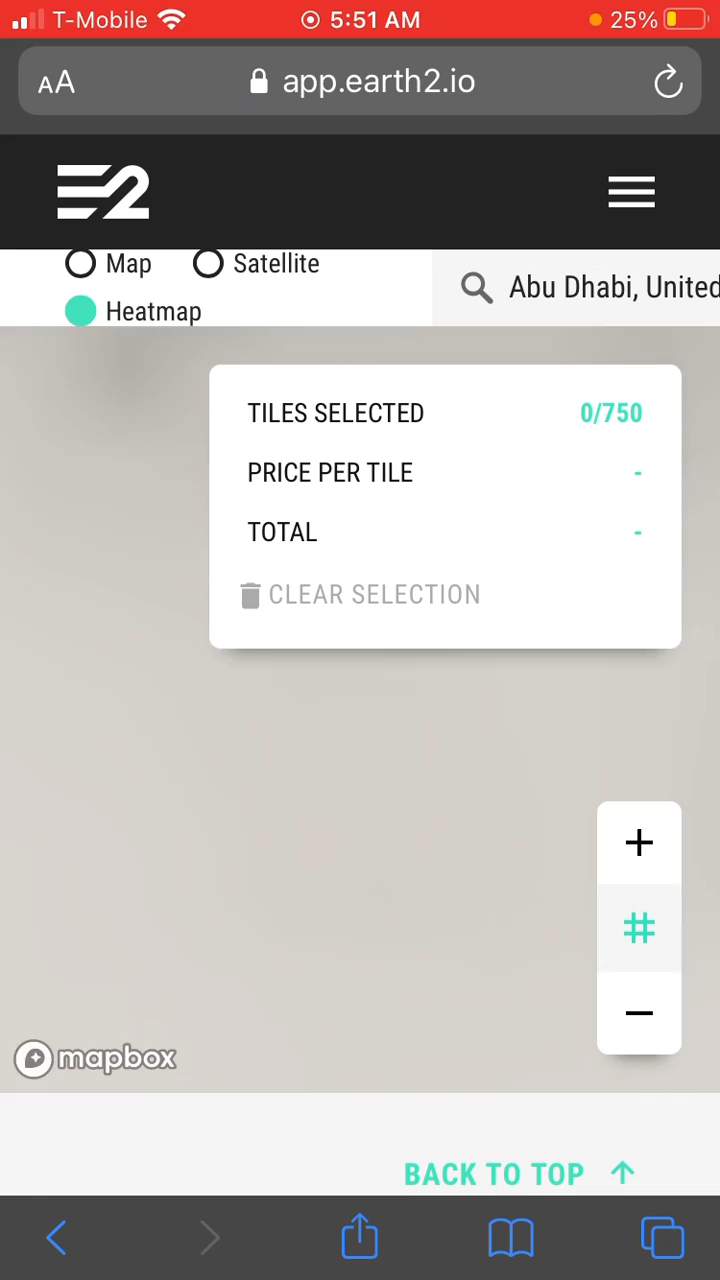 T-Mobile 5:51 AM 25%
AA app.earth2.io
E2
Map Satellite
Heatmap
Abu Dhabi, United
TILES SELECTED 0/750
PRICE PER TILE -
TOTAL -
CLEAR SELECTION
+
#
−
mapbox
BACK TO TOP ↑